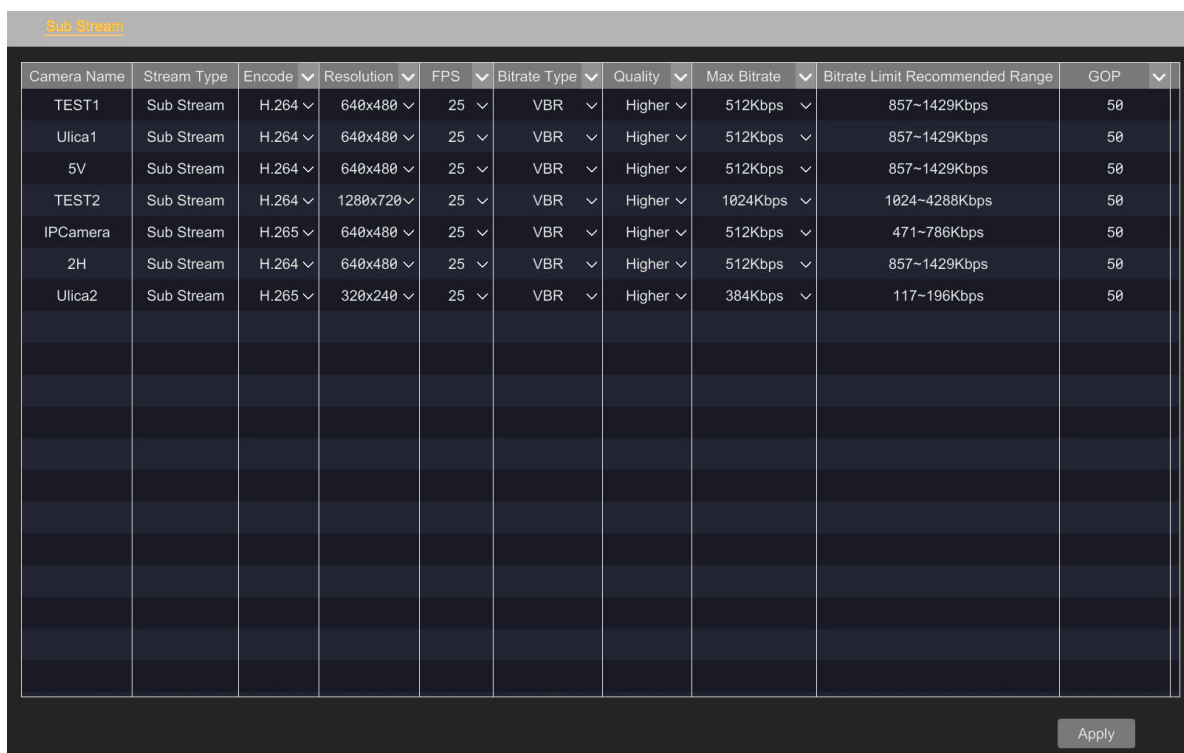 Sub Stream
Camera Name Stream Type Encode Resolution FPS Bitrate Type Quality Max Bitrate Bitrate Limit Recommended Range GOP
TEST1 Sub Stream H.264 640x480 25 VBR Higher 512Kbps 857~1429Kbps 50
Ulica1 Sub Stream H.264 640x480 25 VBR Higher 512Kbps 857~1429Kbps 50
5V Sub Stream H.264 640x480 25 VBR Higher 512Kbps 857~1429Kbps 50
TEST2 Sub Stream H.264 1280x720 25 VBR Higher 1024Kbps 1024~4288Kbps 50
IPCamera Sub Stream H.265 640x480 25 VBR Higher 512Kbps 471~786Kbps 50
2H Sub Stream H.264 640x480 25 VBR Higher 512Kbps 857~1429Kbps 50
Ulica2 Sub Stream H.265 320x240 25 VBR Higher 384Kbps 117~196Kbps 50
Apply